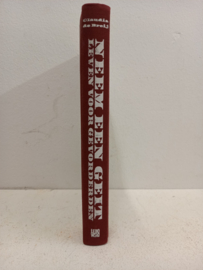 Claudia
de Breij
NEEM EEN GEIT
LEVEN VOOR GEVORDERDEN